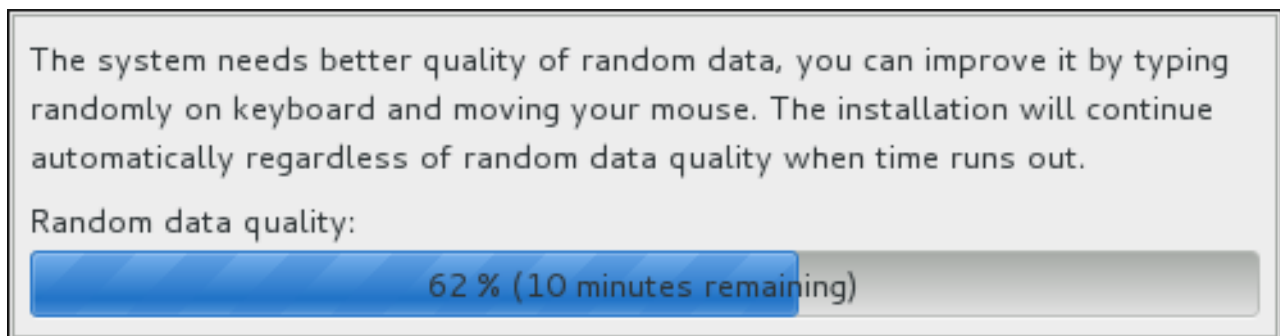 The system needs better quality of random data, you can improve it by typing
randomly on keyboard and moving your mouse. The installation will continue
automatically regardless of random data quality when time runs out.
Random data quality:
62 % (10 minutes remaining)